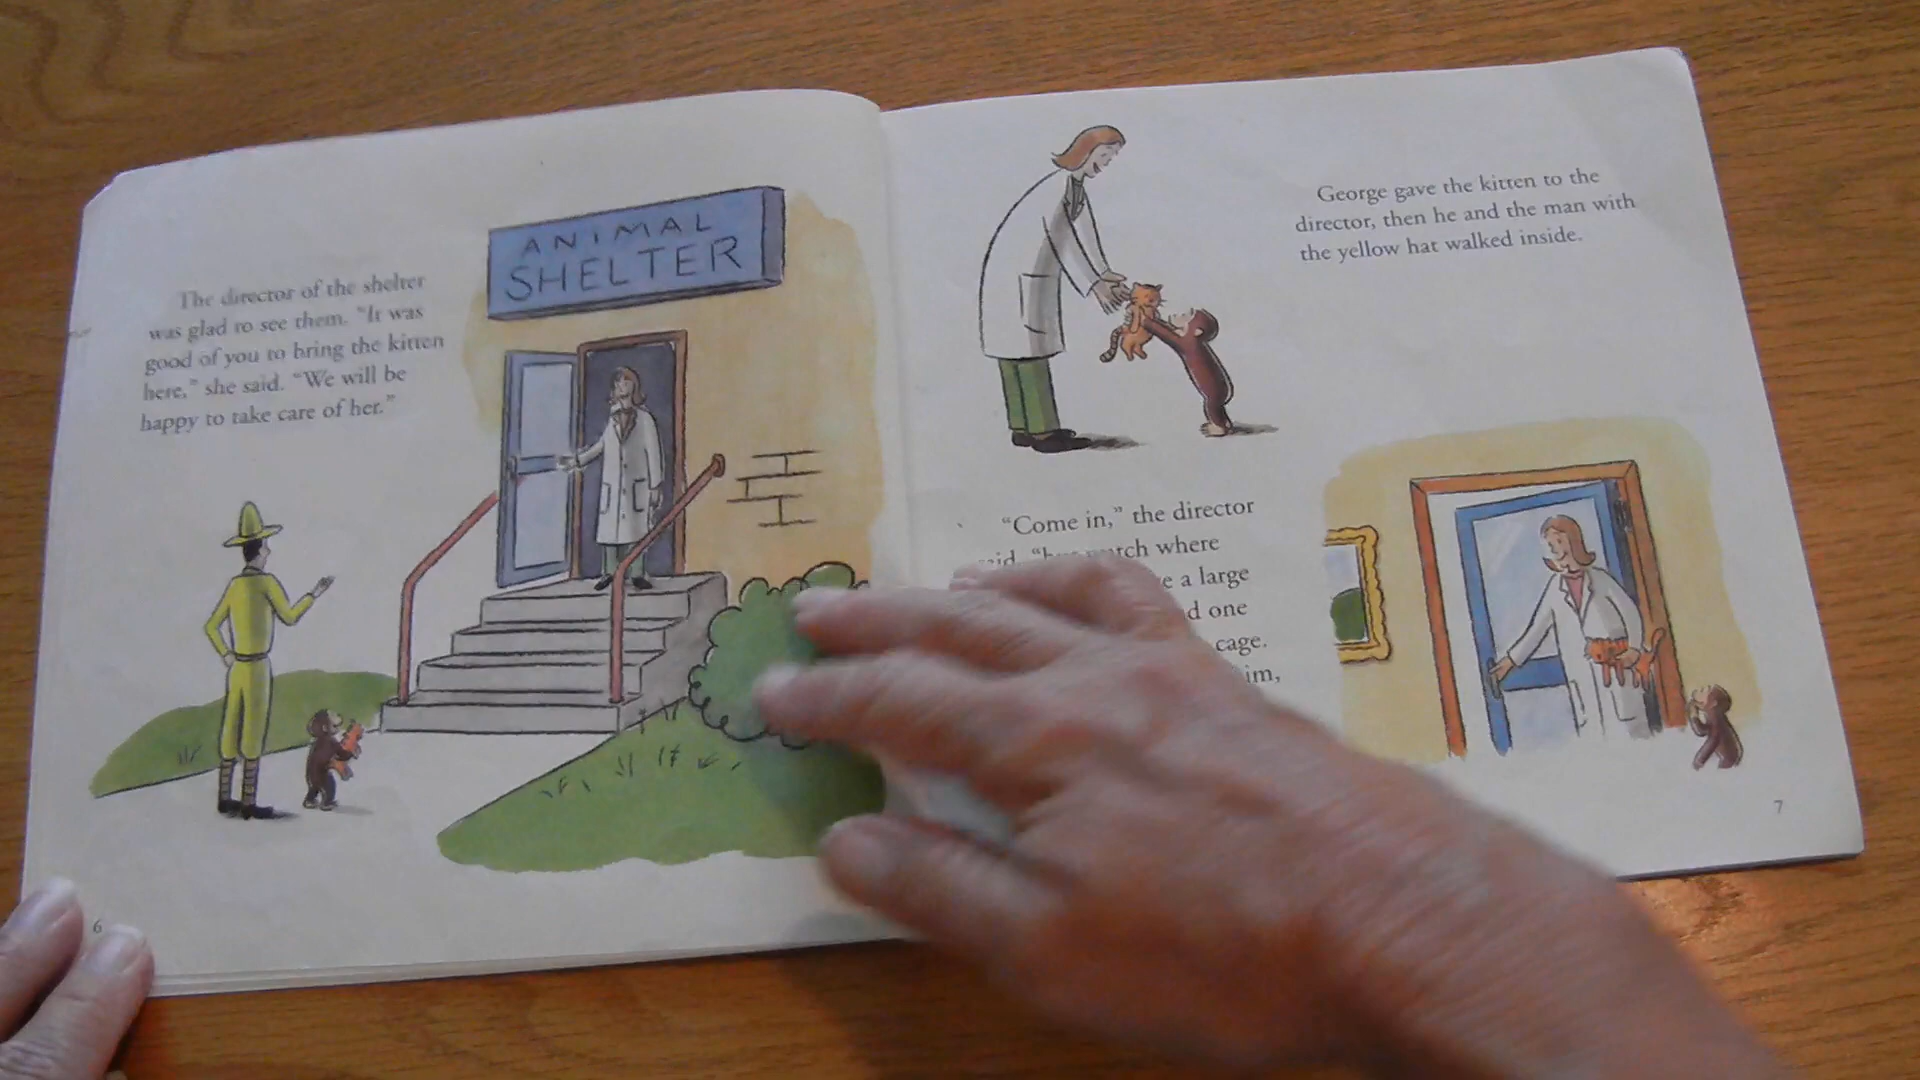 ANIMAL
SHELTER
The director of the shelter
was glad to see them. "It was
good of you to bring the kitten
here," she said. "We will be
happy to take care of her."
6
George gave the kitten to the
director, then he and the man with
the yellow hat walked inside.
"Come in," the director
where
a large
one
cage.
7